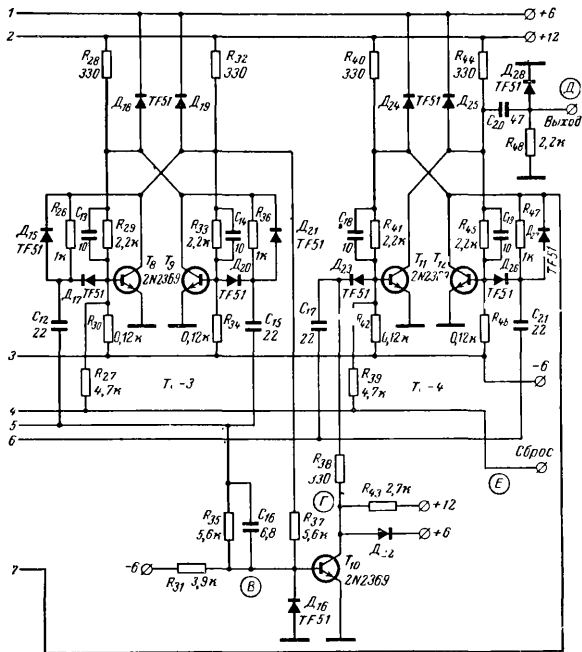 1 +6
2 +12
R28 330
R32 330
R40 330
R44 330
Д18 TF51
Д19
Д24 TF51
Д25
Д28 TF51
Д
C20 47
Выход
R48 2,2к
Д15 TF51
R26 1к
C13 10
R29 2,2к
T8 2N2369
T9
R33 2,2к
C14 10
R36 1к
Д21 TF51
C18 10
R41 2,2к
T11
R45 2,2к
C19 10
R47 1к
TF51
Д17 TF51
Д20 TF51
Д23 TF51
Д26 TF51
C12 22
R30 0,12к
R34 0,12к
C15 22
C17 22
R42 0,12к
R46 0,12к
C21 22
3
-6
R27 4,7к
R39 4,7к
4
5
6
Сброс
Е
R38 330
Г
R43 2,7к +12
+6
R35 5,6к
C16 6,8
R37 5,6к
T10 2N2369
7
-6
R31 3,9к
В
Д16 TF51